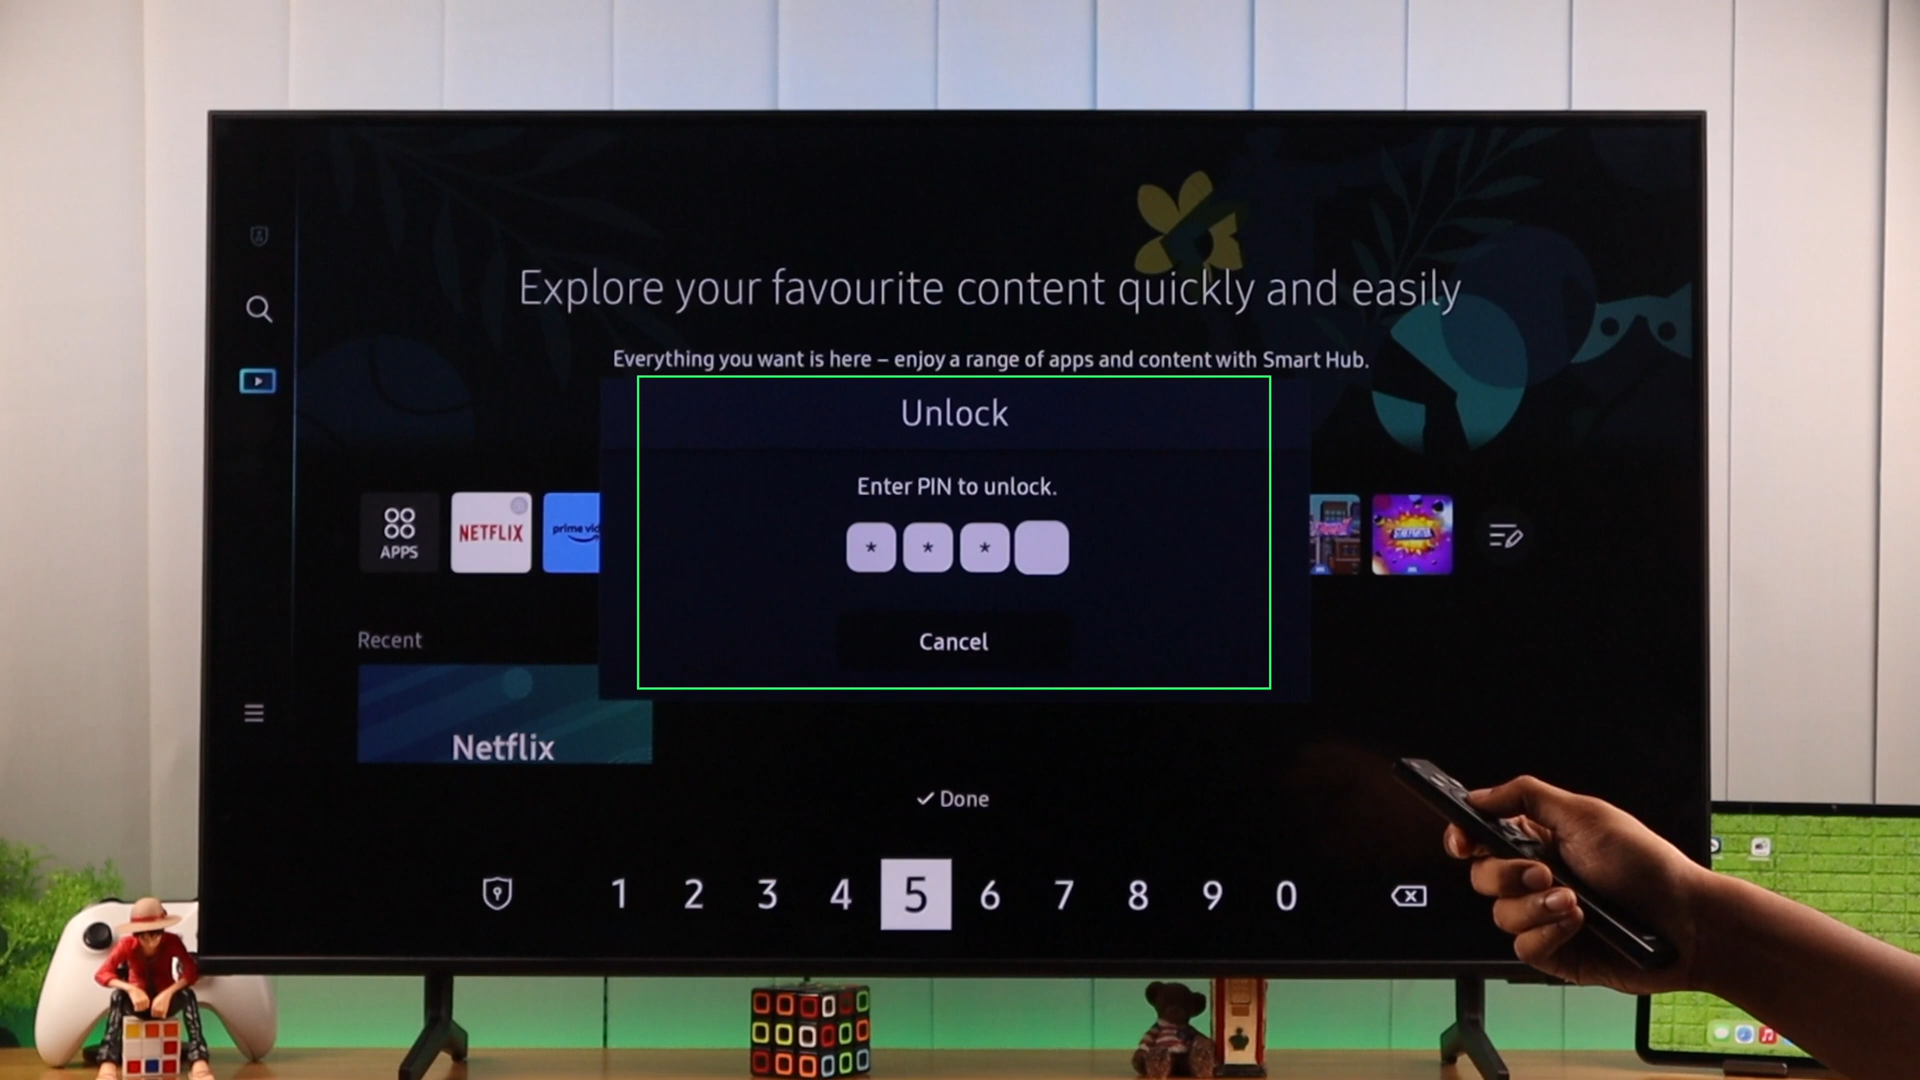 Explore your favourite content quickly and easily
Everything you want is here – enjoy a range of apps and content with Smart Hub.
Unlock
Enter PIN to unlock.
* * *
APPS
NETFLIX
prime vid
Cancel
Recent
Netflix
Done
1 2 3 4 5 6 7 8 9 0